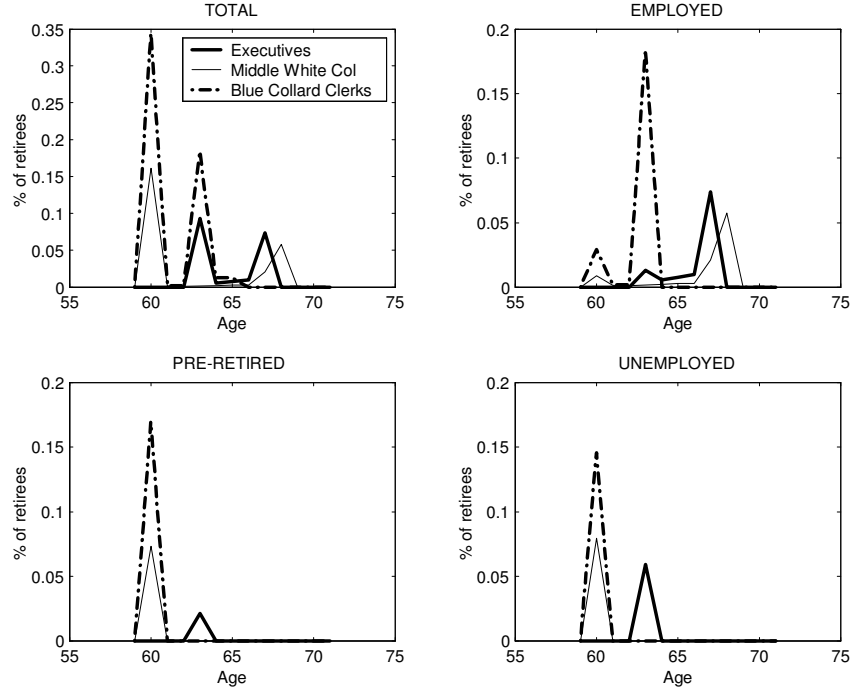 TOTAL
0.35
0.3
0.25
0.2
0.15
0.1
0.05
0
% of retirees
55
60
65
70
75
Age
Executives
Middle White Col
Blue Collard Clerks
EMPLOYED
0.2
0.15
0.1
0.05
0
% of retirees
55
60
65
70
75
Age
PRE-RETIRED
0.2
0.15
0.1
0.05
0
% of retirees
55
60
65
70
75
Age
UNEMPLOYED
0.2
0.15
0.1
0.05
0
% of retirees
55
60
65
70
75
Age